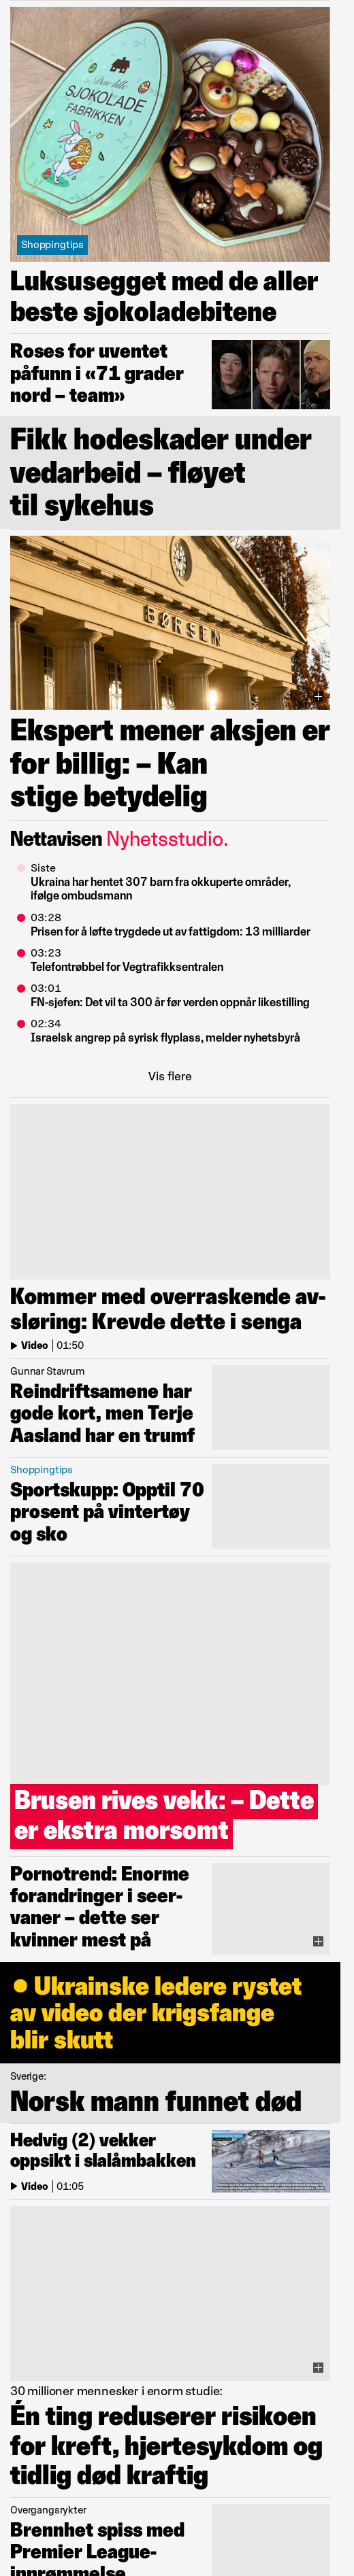 Den lille
SJOKOLADE
FABRIKKEN
Shoppingtips
Luksusegget med de aller
beste sjokoladebitene
Roses for uventet
påfunn i «71 grader
nord – team»
Fikk hodeskader under
vedarbeid – fløyet
til sykehus
BØRSEN
Ekspert mener aksjen er
for billig: – Kan
stige betydelig
Nettavisen Nyhetsstudio.
Siste
Ukraina har hentet 307 barn fra okkuperte områder,
ifølge ombudsmann
03:28
Prisen for å løfte trygdede ut av fattigdom: 13 milliarder
03:23
Telefontrøbbel for Vegtrafikksentralen
03:01
FN-sjefen: Det vil ta 300 år før verden oppnår likestilling
02:34
Israelsk angrep på syrisk flyplass, melder nyhetsbyrå
Vis flere
Kommer med overraskende av-
sløring: Krevde dette i senga
Video | 01:50
Gunnar Stavrum
Reindriftsamene har
gode kort, men Terje
Aasland har en trumf
Shoppingtips
Sportskupp: Opptil 70
prosent på vintertøy
og sko
Brusen rives vekk: – Dette
er ekstra morsomt
Pornotrend: Enorme
forandringer i seer-
vaner – dette ser
kvinner mest på
Ukrainske ledere rystet
av video der krigsfange
blir skutt
Sverige:
Norsk mann funnet død
Hedvig (2) vekker
oppsikt i slalåmbakken
Video | 01:05
30 millioner mennesker i enorm studie:
Én ting reduserer risikoen
for kreft, hjertesykdom og
tidlig død kraftig
Overgangsrykter
Brennhet spiss med
Premier League-
innrømmelse